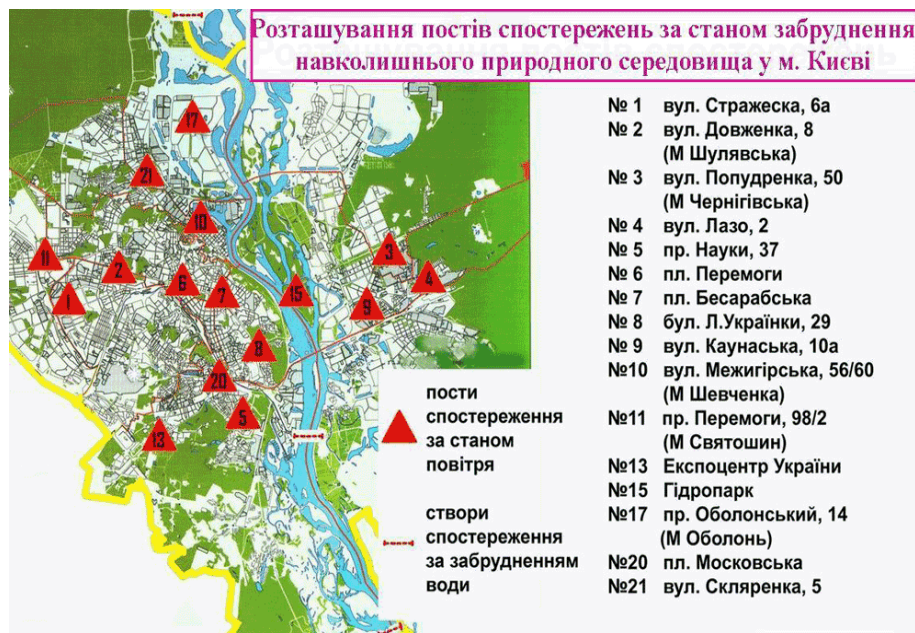 Розташування постів спостережень за станом забруднення
навколишнього природного середовища у м. Києві
№ 1 вул. Стражеска, 6а
№ 2 вул. Довженка, 8
(М Шулявська)
№ 3 вул. Попудренка, 50
(М Чернігівська)
№ 4 вул. Лазо, 2
№ 5 пр. Науки, 37
№ 6 пл. Перемоги
№ 7 пл. Бесарабська
№ 8 бул. Л.Українки, 29
№ 9 вул. Каунаська, 10а
№10 вул. Межигірська, 56/60
(М Шевченка)
№11 пр. Перемоги, 98/2
(М Святошин)
№13 Експоцентр України
№15 Гідропарк
№17 пр. Оболонський, 14
(М Оболонь)
№20 пл. Московська
№21 вул. Скляренка, 5
пости
спостереження
за станом
повітря
створи
спостереження
за забрудненням
води
17
21
10
11
2
3
6
4
1
7
15
9
8
20
5
13